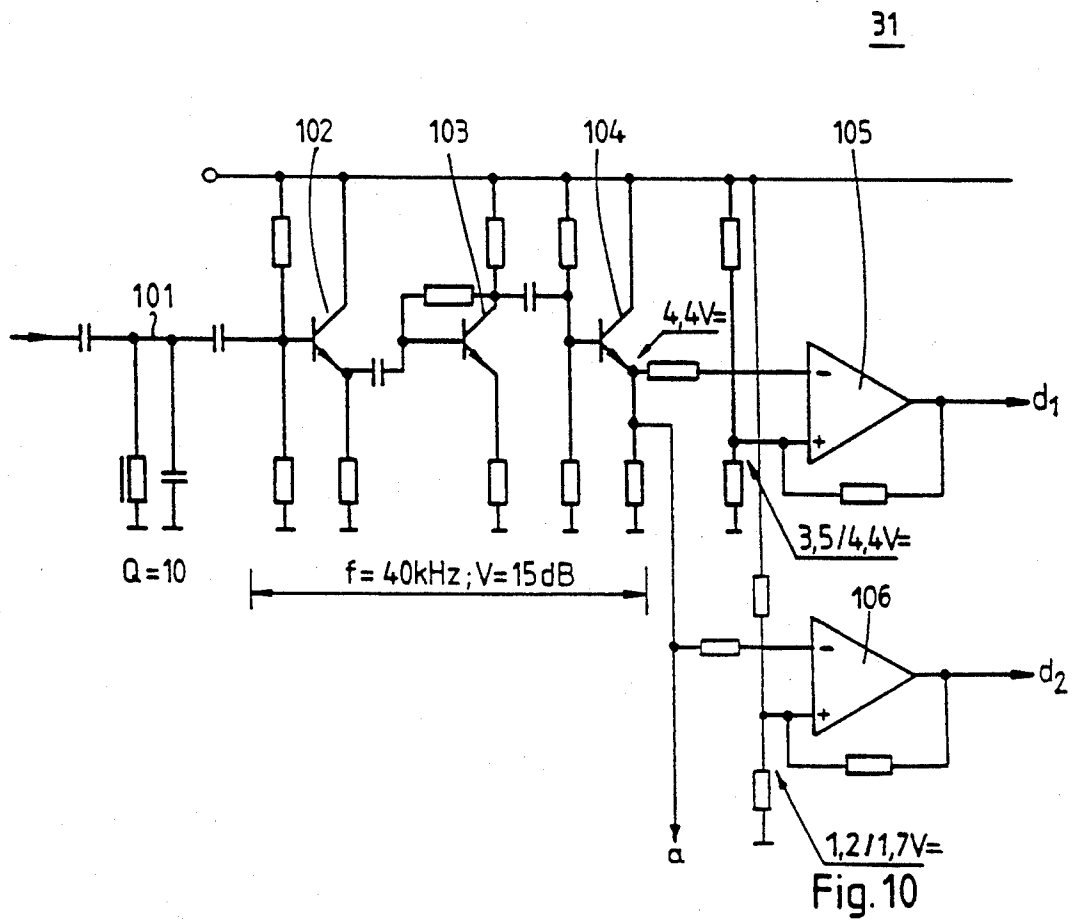 31
102
103
104
105
101
4,4V=
-
+
d1
3,5/4,4V=
Q=10
f=40kHz; V=15dB
106
-
+
d2
1,2/1,7V=
a
Fig.10